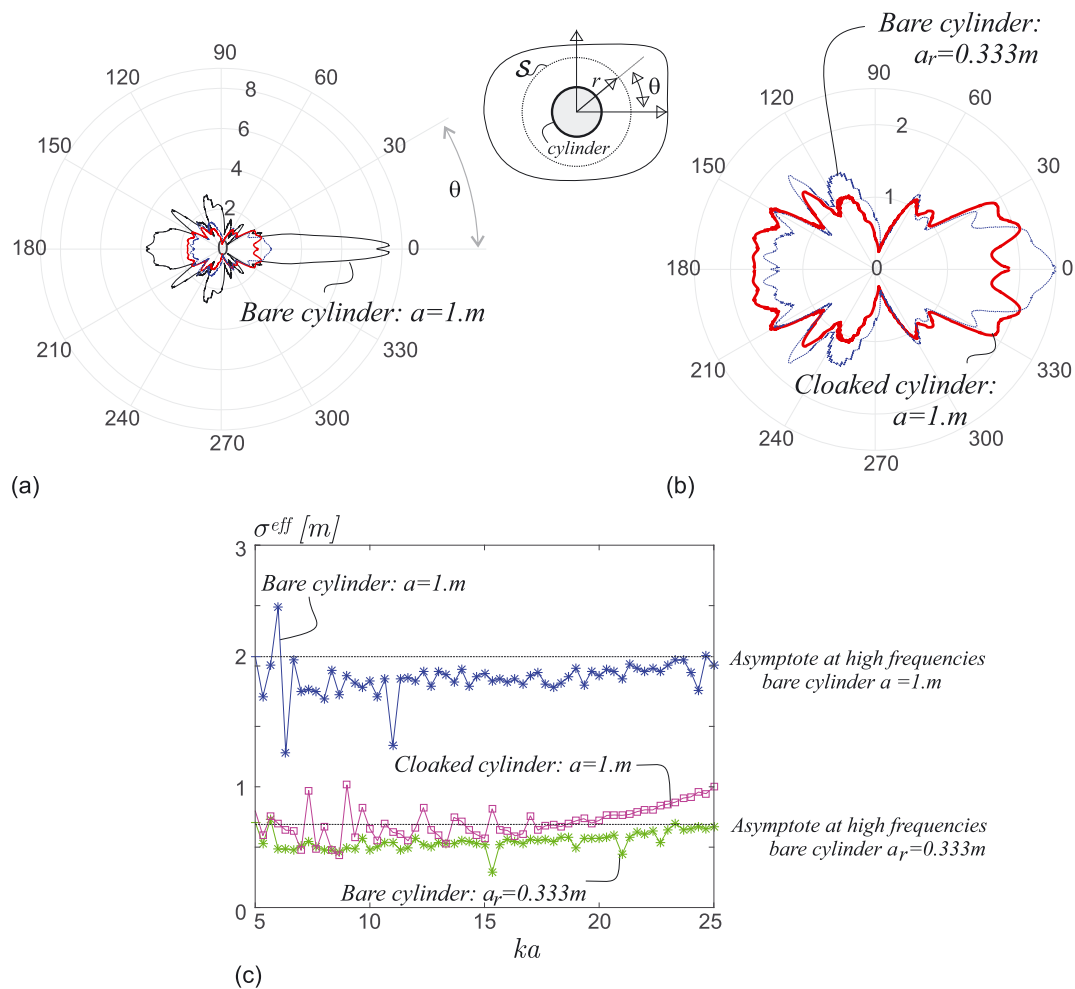 (a)
90
120
60
8
6
150
30
4
θ
2
180
0
0
Bare cylinder: a=1.m
210
330
240
300
270
S
r
θ
cylinder
Bare cylinder:
ar=0.333m
90
120
60
2
150
30
1
180
0
0
210
330
Cloaked cylinder:
a=1.m
240
300
270
(b)
σ^eff [m]
3
Bare cylinder: a=1.m
2
Asymptote at high frequencies
bare cylinder a =1.m
Cloaked cylinder: a=1.m
1
Asymptote at high frequencies
bare cylinder ar=0.333m
Bare cylinder: ar=0.333m
0
5
10
15
20
25
ka
(c)